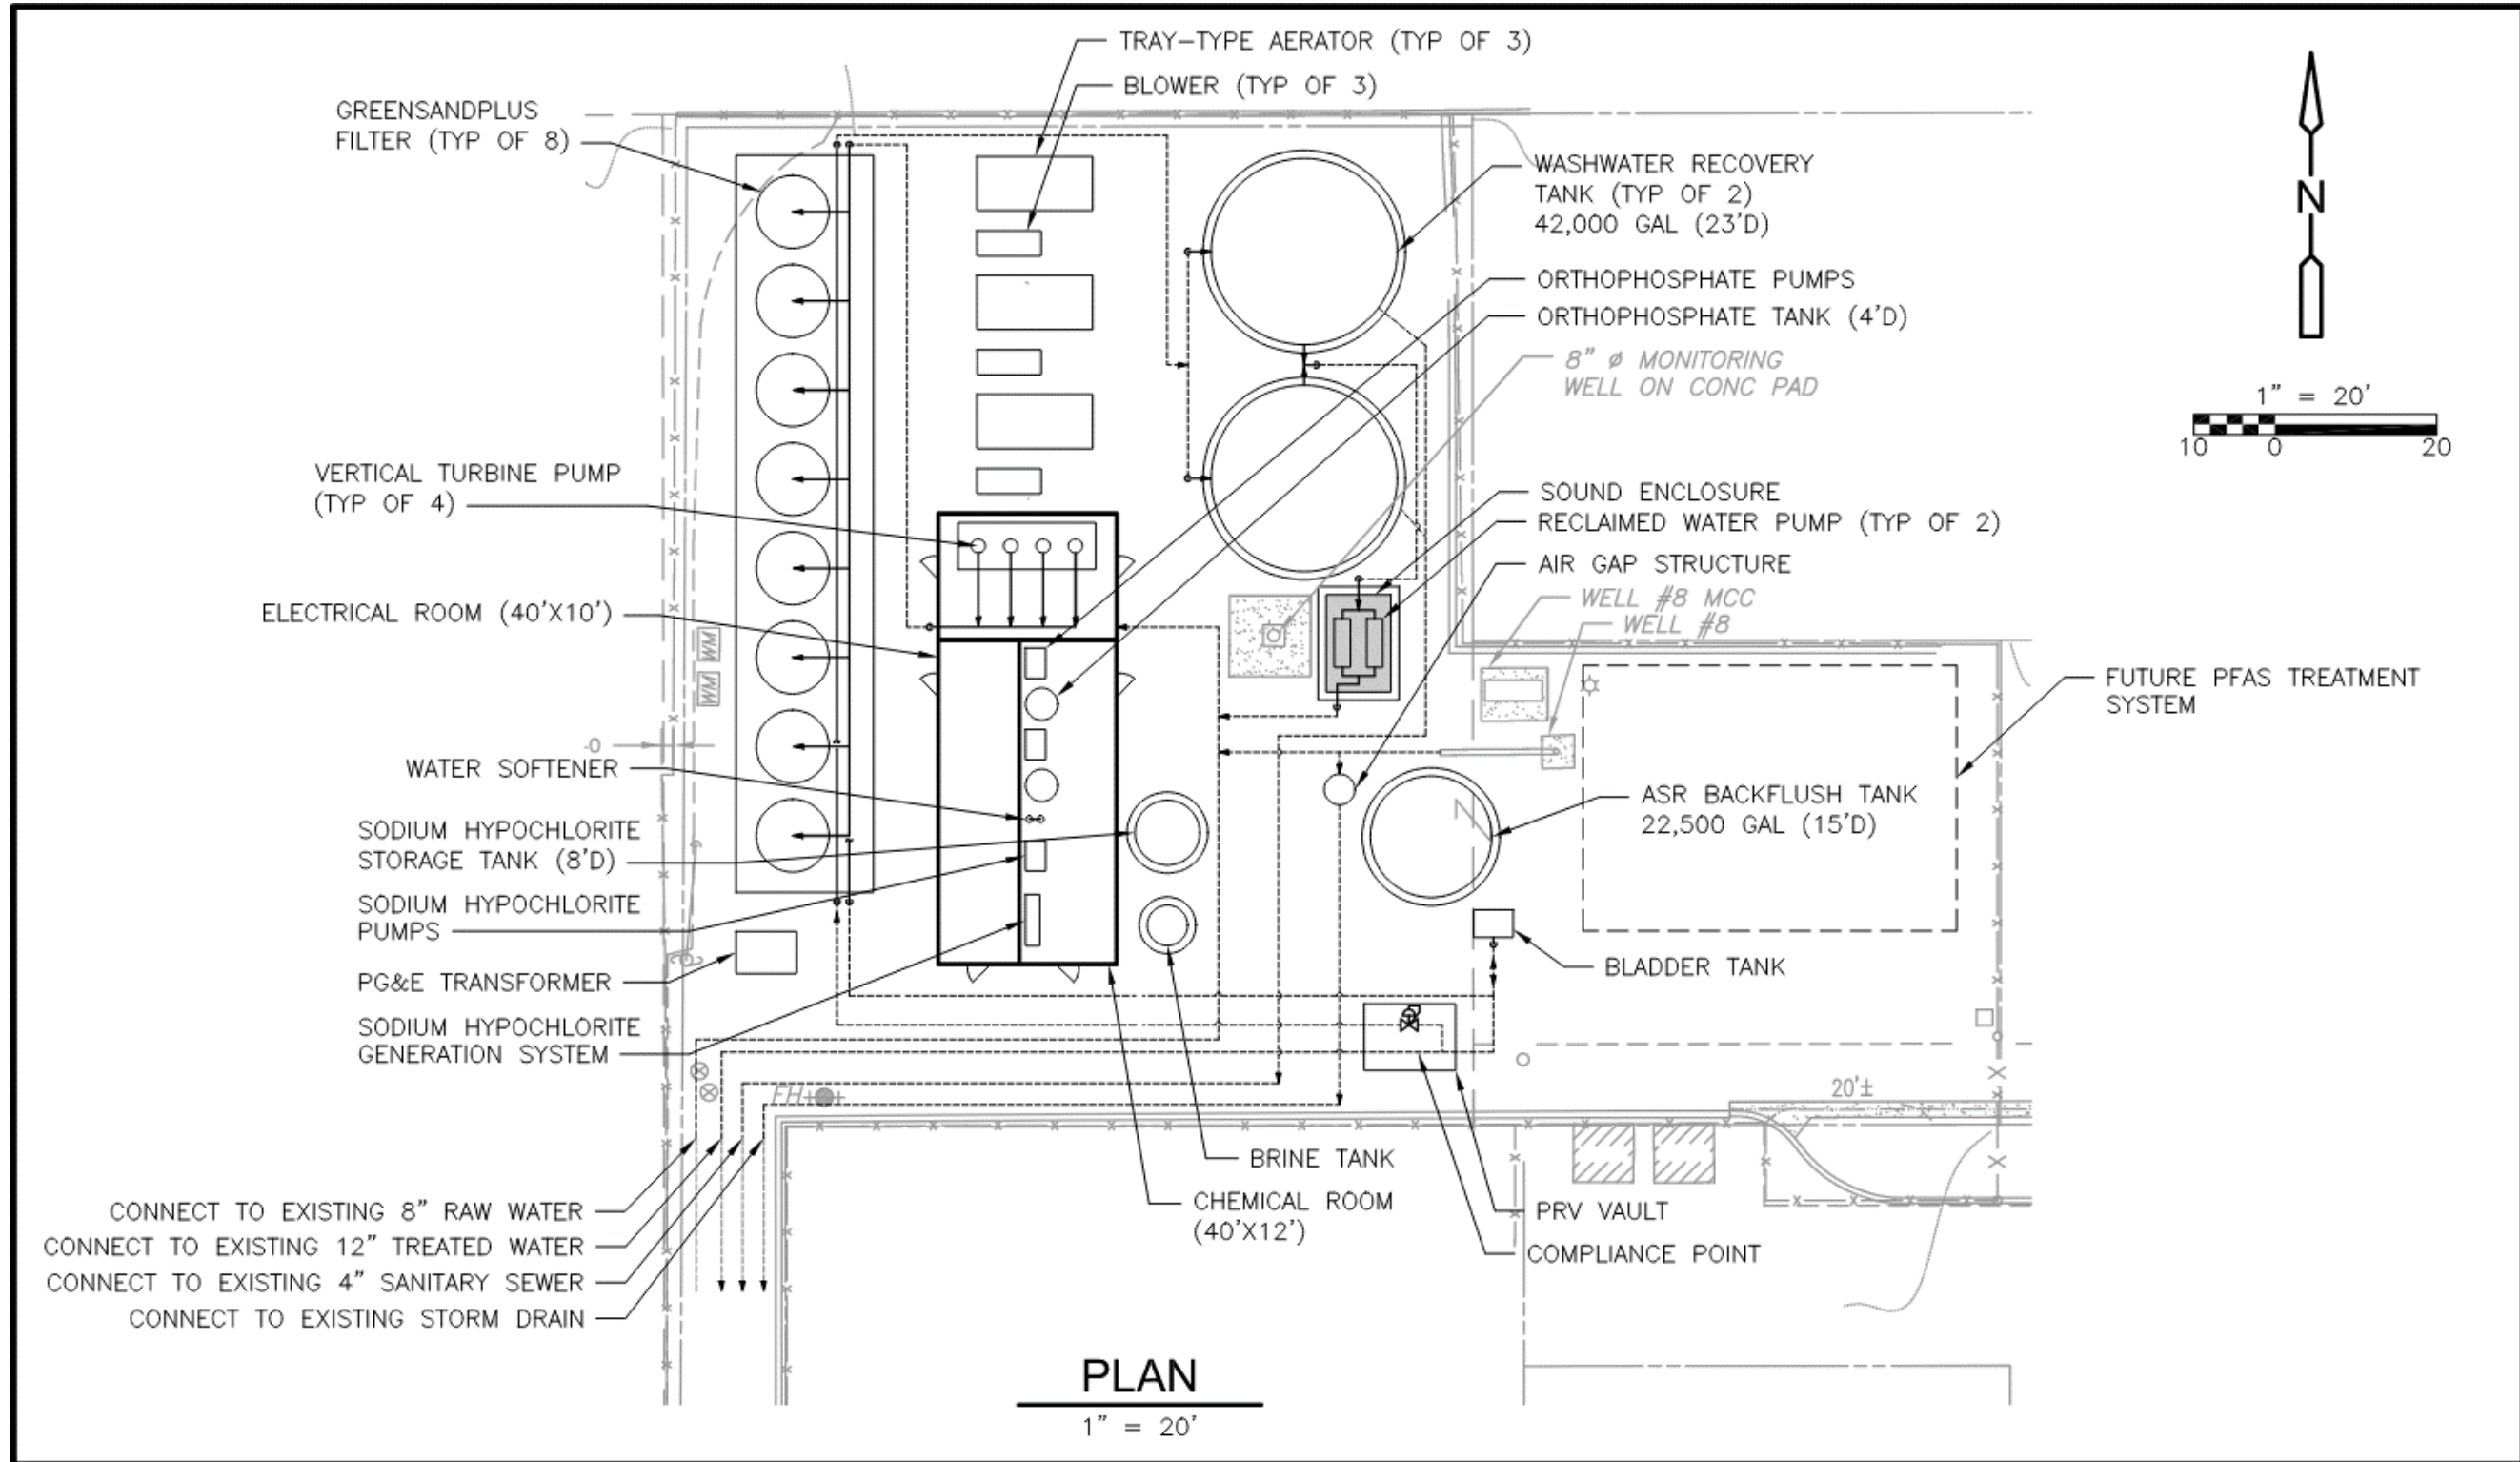 TRAY-TYPE AERATOR (TYP OF 3)
BLOWER (TYP OF 3)
GREENSANDPLUS
FILTER (TYP OF 8)
WASHWATER RECOVERY
TANK (TYP OF 2)
42,000 GAL (23'D)
N
ORTHOPHOSPHATE PUMPS
ORTHOPHOSPHATE TANK (4'D)
8" ø MONITORING
WELL ON CONC PAD
1" = 20'
10 0 20
VERTICAL TURBINE PUMP
(TYP OF 4)
SOUND ENCLOSURE
RECLAIMED WATER PUMP (TYP OF 2)
AIR GAP STRUCTURE
WELL #8 MCC
WELL #8
ELECTRICAL ROOM (40'X10')
WM
WM
FUTURE PFAS TREATMENT
SYSTEM
-0
WATER SOFTENER
ASR BACKFLUSH TANK
22,500 GAL (15'D)
SODIUM HYPOCHLORITE
STORAGE TANK (8'D)
SODIUM HYPOCHLORITE
PUMPS
BLADDER TANK
PG&E TRANSFORMER
SODIUM HYPOCHLORITE
GENERATION SYSTEM
FH
20'±
BRINE TANK
CHEMICAL ROOM
(40'X12')
PRV VAULT
COMPLIANCE POINT
CONNECT TO EXISTING 8" RAW WATER
CONNECT TO EXISTING 12" TREATED WATER
CONNECT TO EXISTING 4" SANITARY SEWER
CONNECT TO EXISTING STORM DRAIN
PLAN
1" = 20'